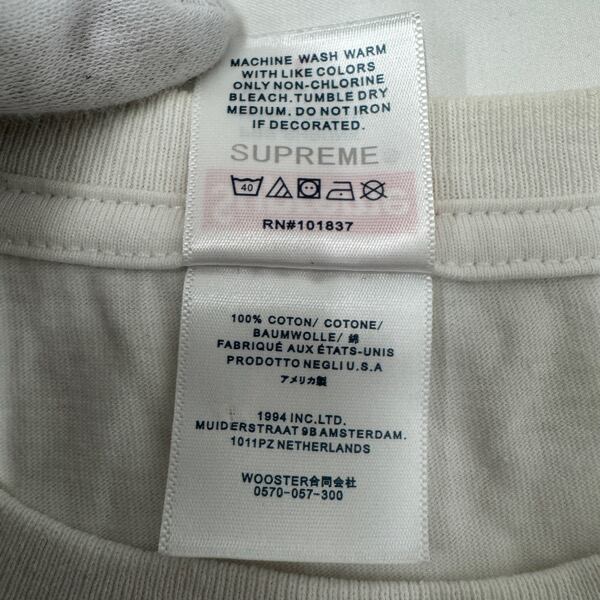 MACHINE WASH WARM
WITH LIKE COLORS
ONLY NON-CHLORINE
BLEACH.TUMBLE DRY
MEDIUM. DO NOT IRON
IF DECORATED.
SUPREME
40
RN#101837
100% COTON/ COTONE/
BAUMWOLLE/ 綿
FABRIQUÉ AUX ÉTATS-UNIS
PRODOTTO NEGLI U.S.A
アメリカ製
1994 INC.LTD.
MUIDERSTRAAT 9B AMSTERDAM.
1011PZ NETHERLANDS
WOOSTER合同会社
0570-057-300